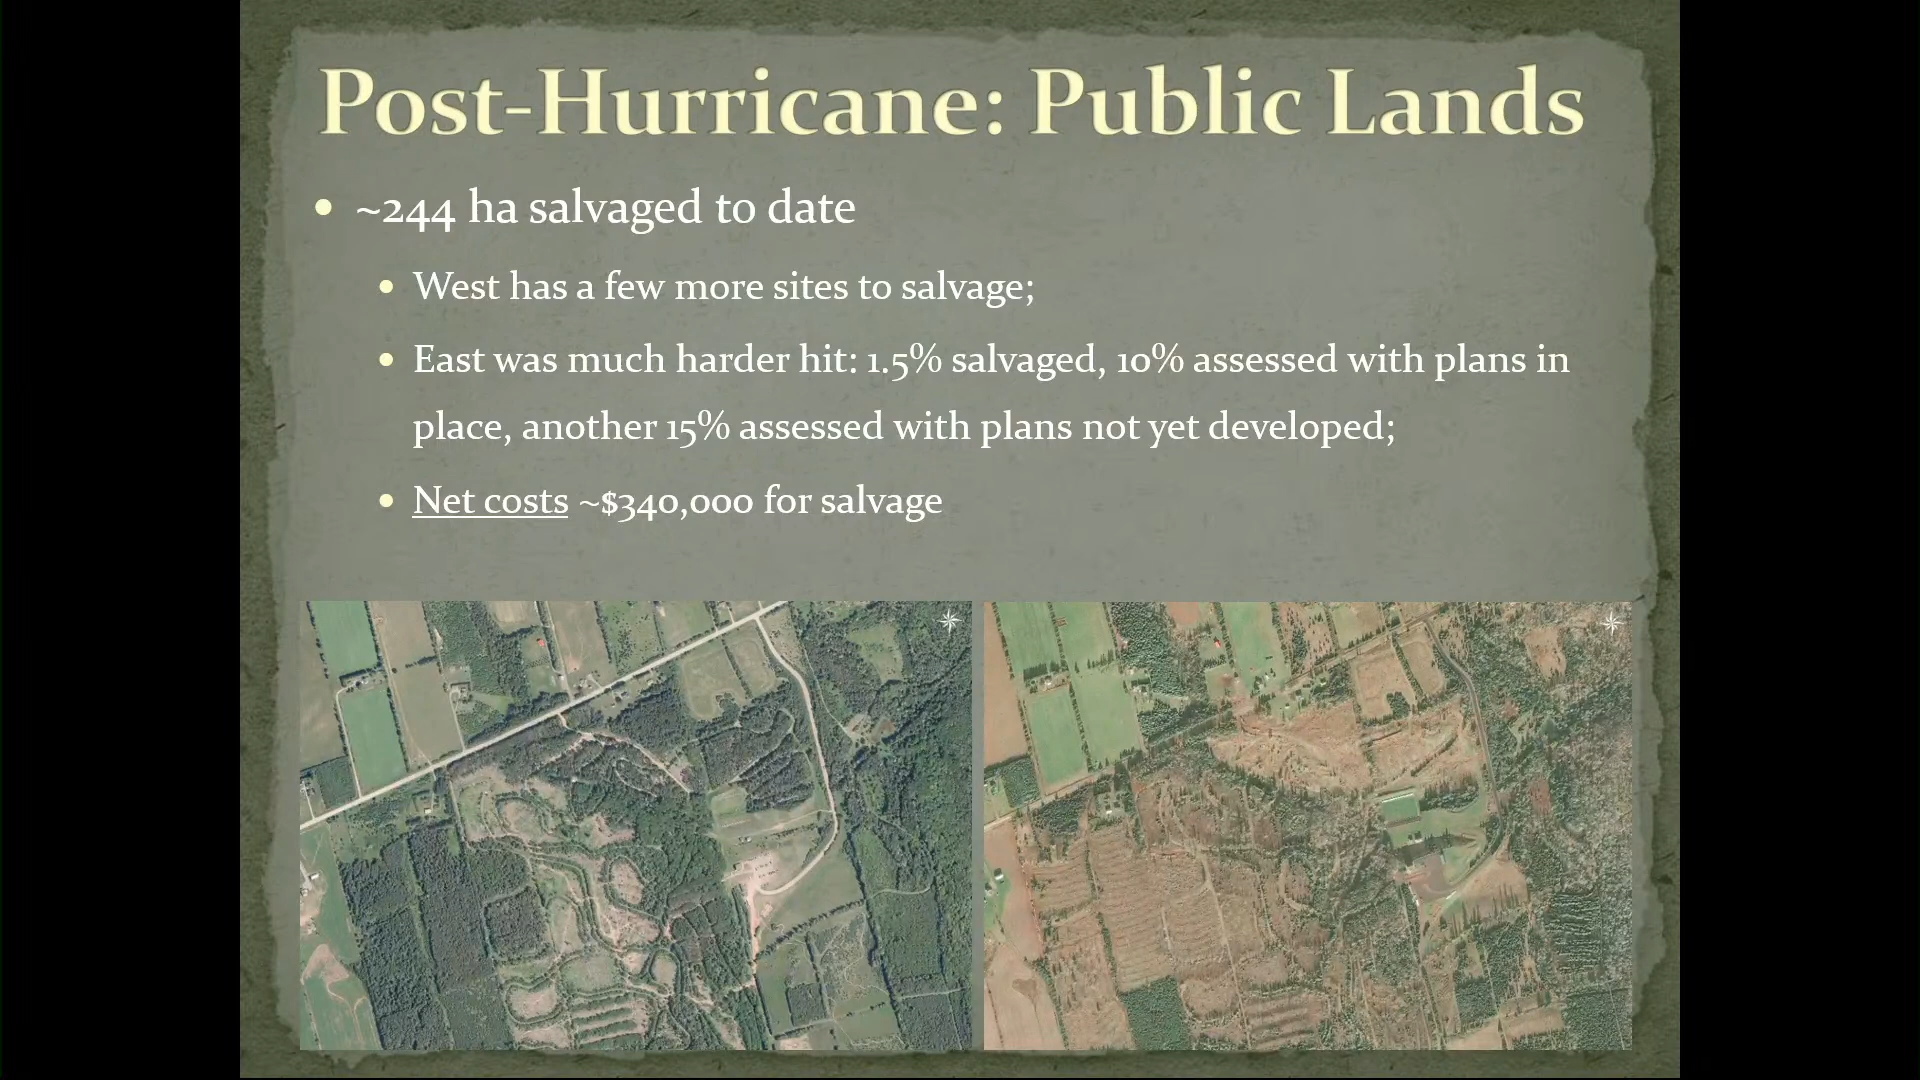 Post-Hurricane: Public Lands
• ~244 ha salvaged to date
• West has a few more sites to salvage;
• East was much harder hit: 1.5% salvaged, 10% assessed with plans in
place, another 15% assessed with plans not yet developed;
• Net costs ~$340,000 for salvage